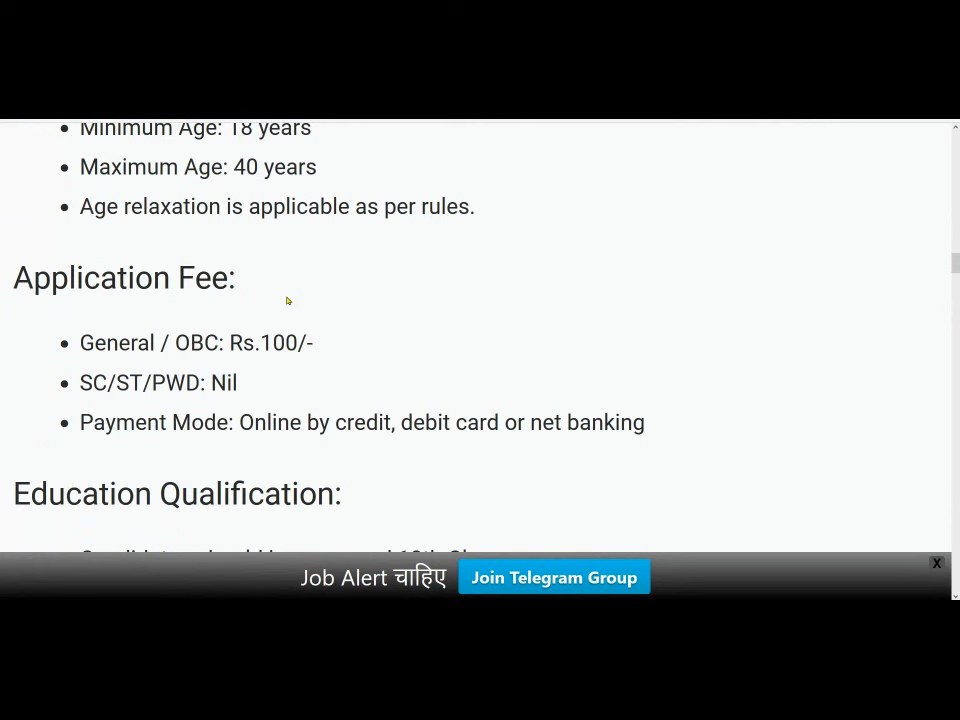 Minimum Age: 18 years
Maximum Age: 40 years
Age relaxation is applicable as per rules.
Application Fee:
General / OBC: Rs.100/-
SC/ST/PWD: Nil
Payment Mode: Online by credit, debit card or net banking
Education Qualification:
Job Alert चाहिए Join Telegram Group
X